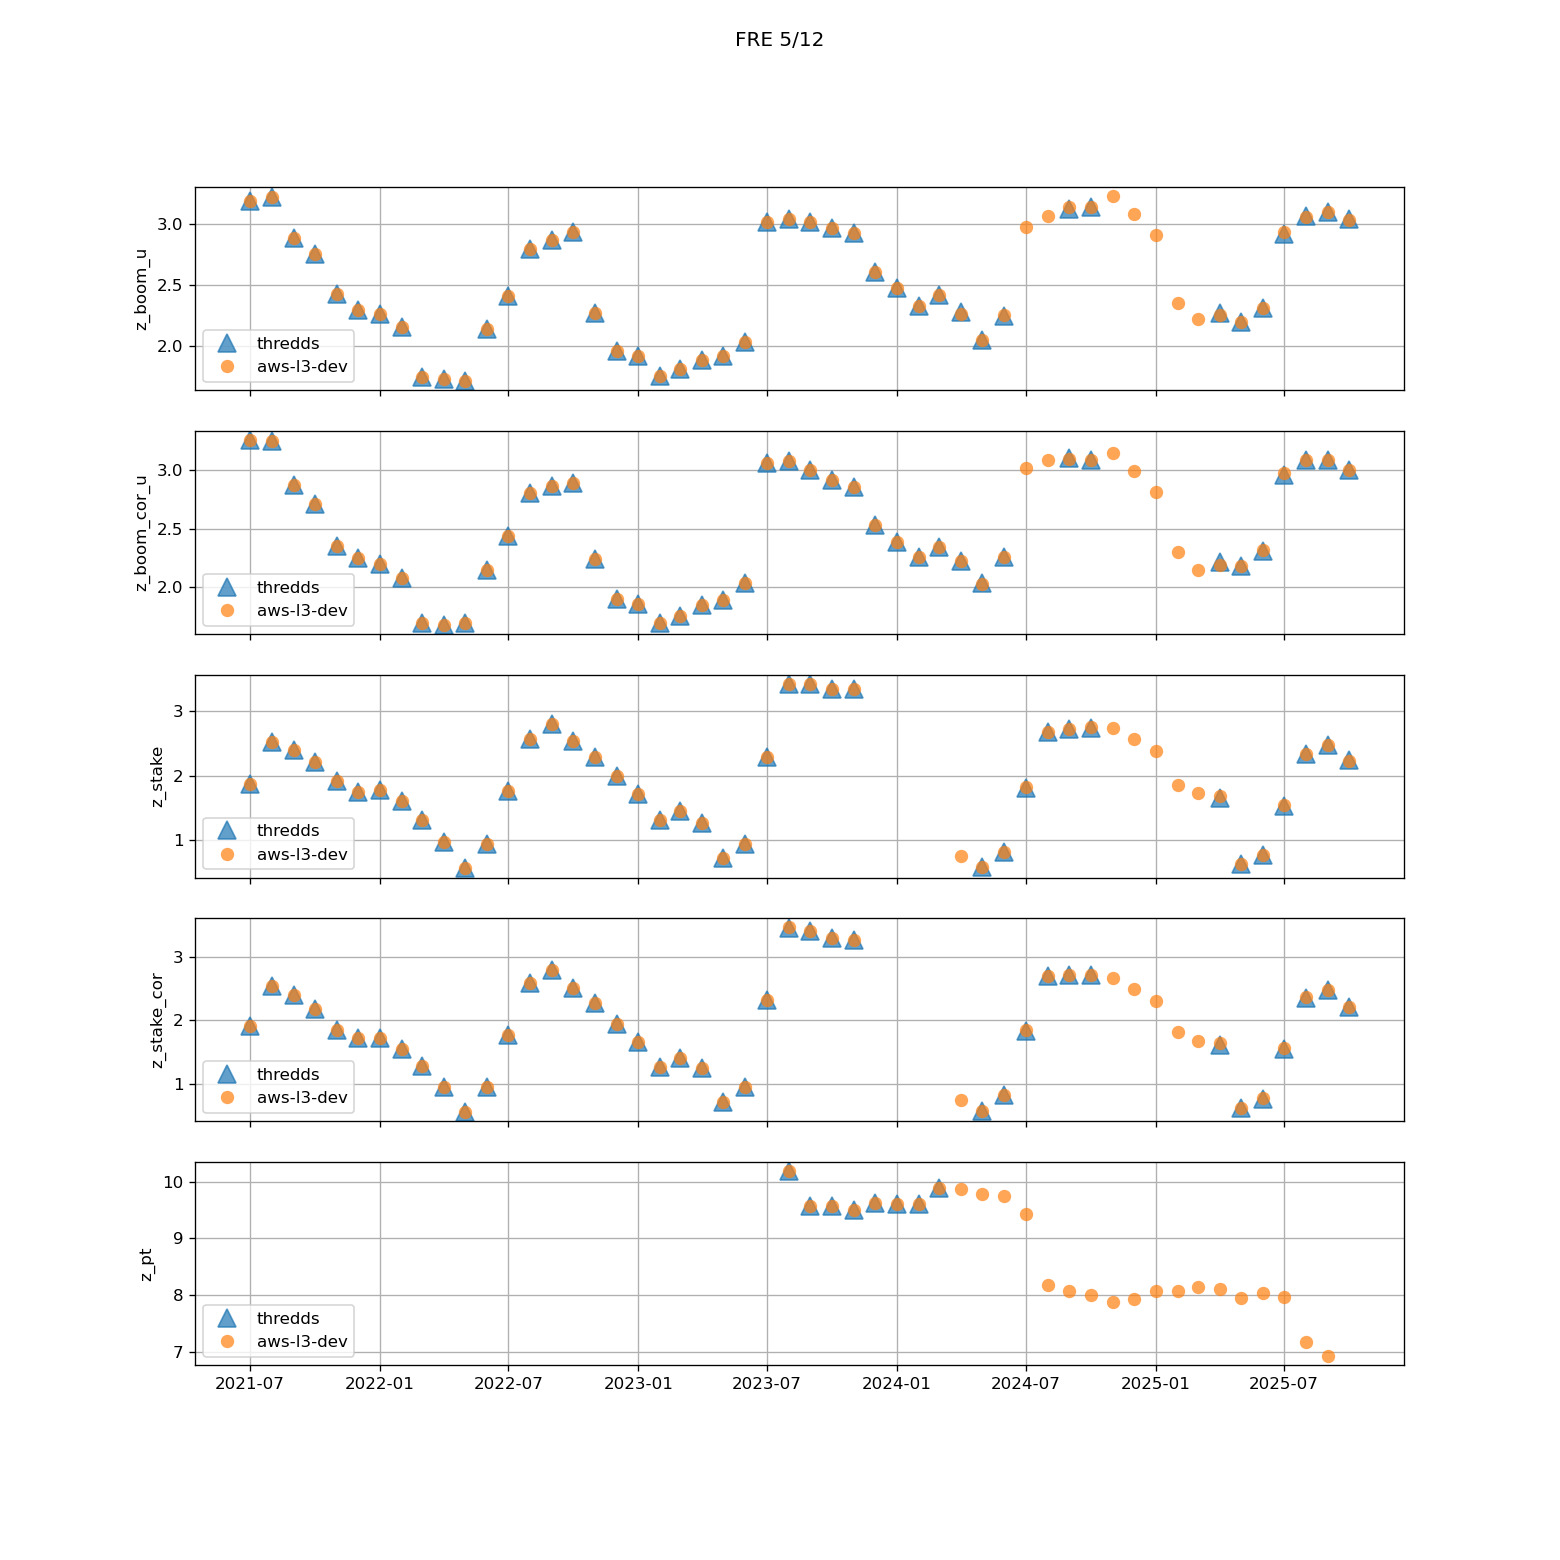 FRE 5/12
z_boom_u
3.0
2.5
2.0
thredds
aws-l3-dev
z_boom_cor_u
3.0
2.5
2.0
thredds
aws-l3-dev
z_stake
3
2
1
thredds
aws-l3-dev
z_stake_cor
3
2
1
thredds
aws-l3-dev
z_pt
10
9
8
7
thredds
aws-l3-dev
2021-07 2022-01 2022-07 2023-01 2023-07 2024-01 2024-07 2025-01 2025-07